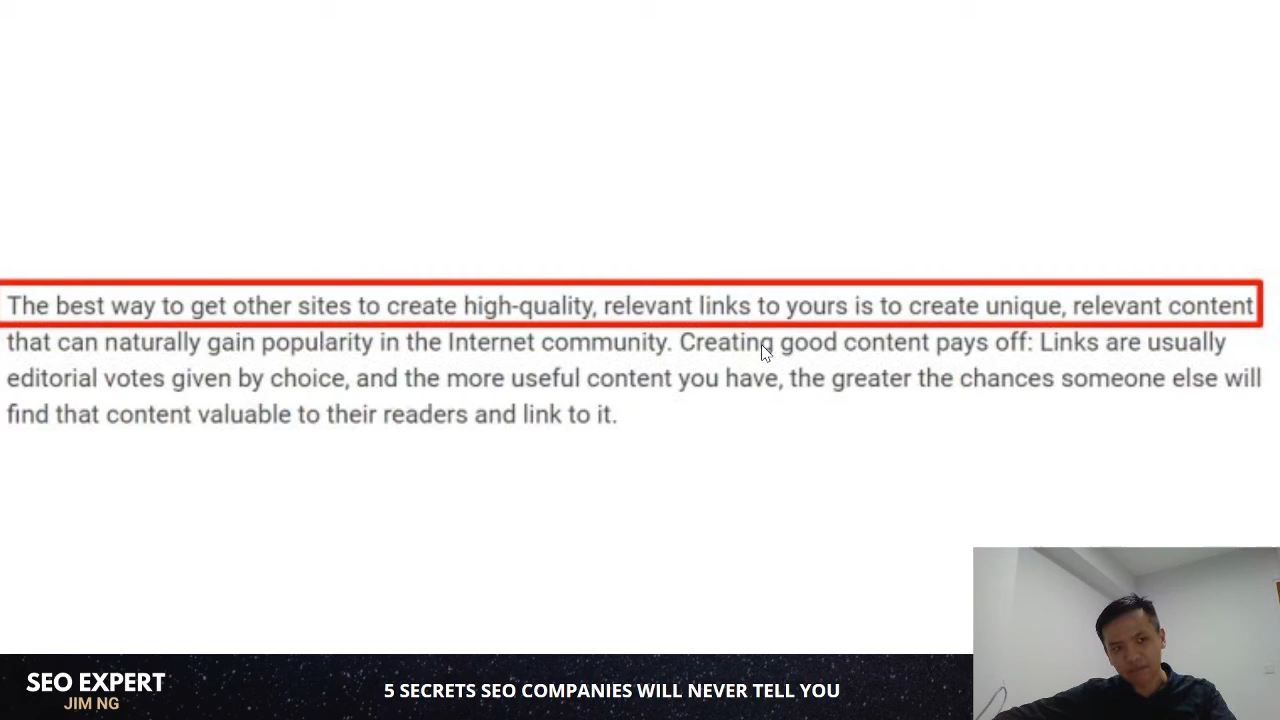 The best way to get other sites to create high-quality, relevant links to yours is to create unique, relevant content
that can naturally gain popularity in the Internet community. Creating good content pays off: Links are usually
editorial votes given by choice, and the more useful content you have, the greater the chances someone else will
find that content valuable to their readers and link to it.
SEO EXPERT
JIM NG
5 SECRETS SEO COMPANIES WILL NEVER TELL YOU